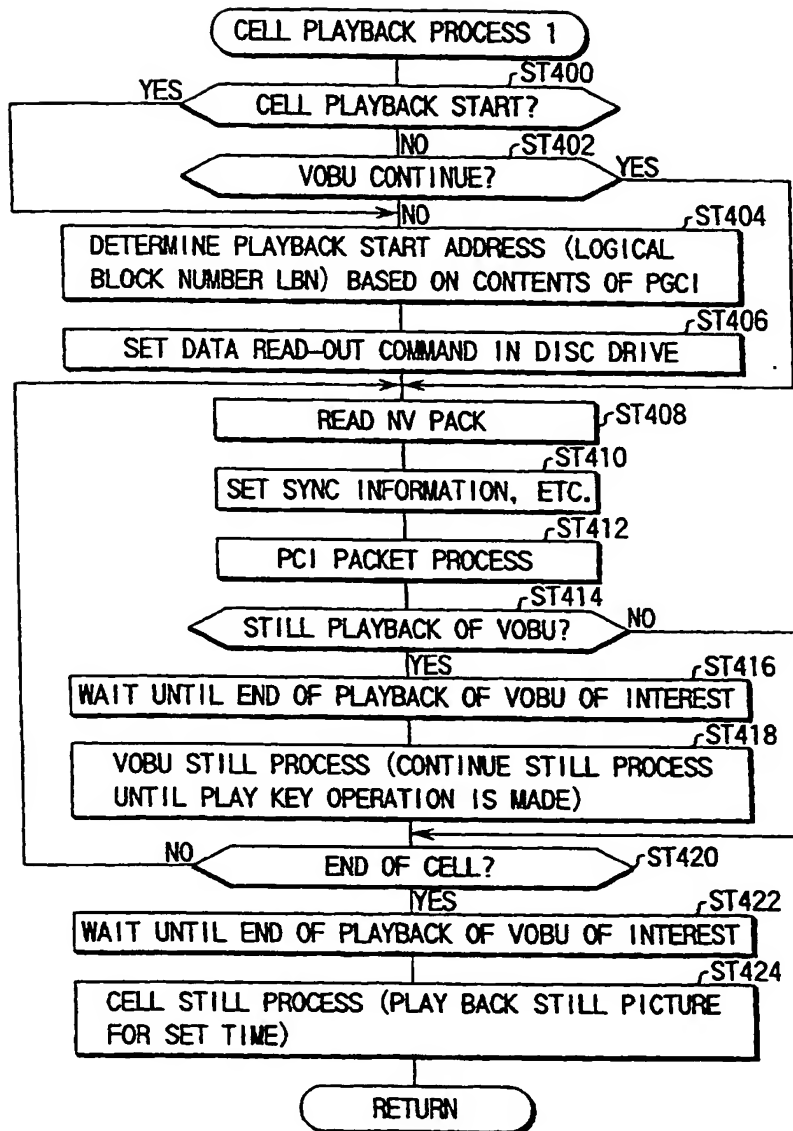 CELL PLAYBACK PROCESS 1
ST400
YES
CELL PLAYBACK START?
NO
ST402
VOBU CONTINUE?
YES
NO
ST404
DETERMINE PLAYBACK START ADDRESS (LOGICAL
BLOCK NUMBER LBN) BASED ON CONTENTS OF PGCI
ST406
SET DATA READ-OUT COMMAND IN DISC DRIVE
READ NV PACK
ST408
ST410
SET SYNC INFORMATION, ETC.
ST412
PCI PACKET PROCESS
ST414
STILL PLAYBACK OF VOBU?
NO
YES
ST416
WAIT UNTIL END OF PLAYBACK OF VOBU OF INTEREST
ST418
VOBU STILL PROCESS (CONTINUE STILL PROCESS
UNTIL PLAY KEY OPERATION IS MADE)
NO
END OF CELL?
ST420
YES
ST422
WAIT UNTIL END OF PLAYBACK OF VOBU OF INTEREST
ST424
CELL STILL PROCESS (PLAY BACK STILL PICTURE
FOR SET TIME)
RETURN